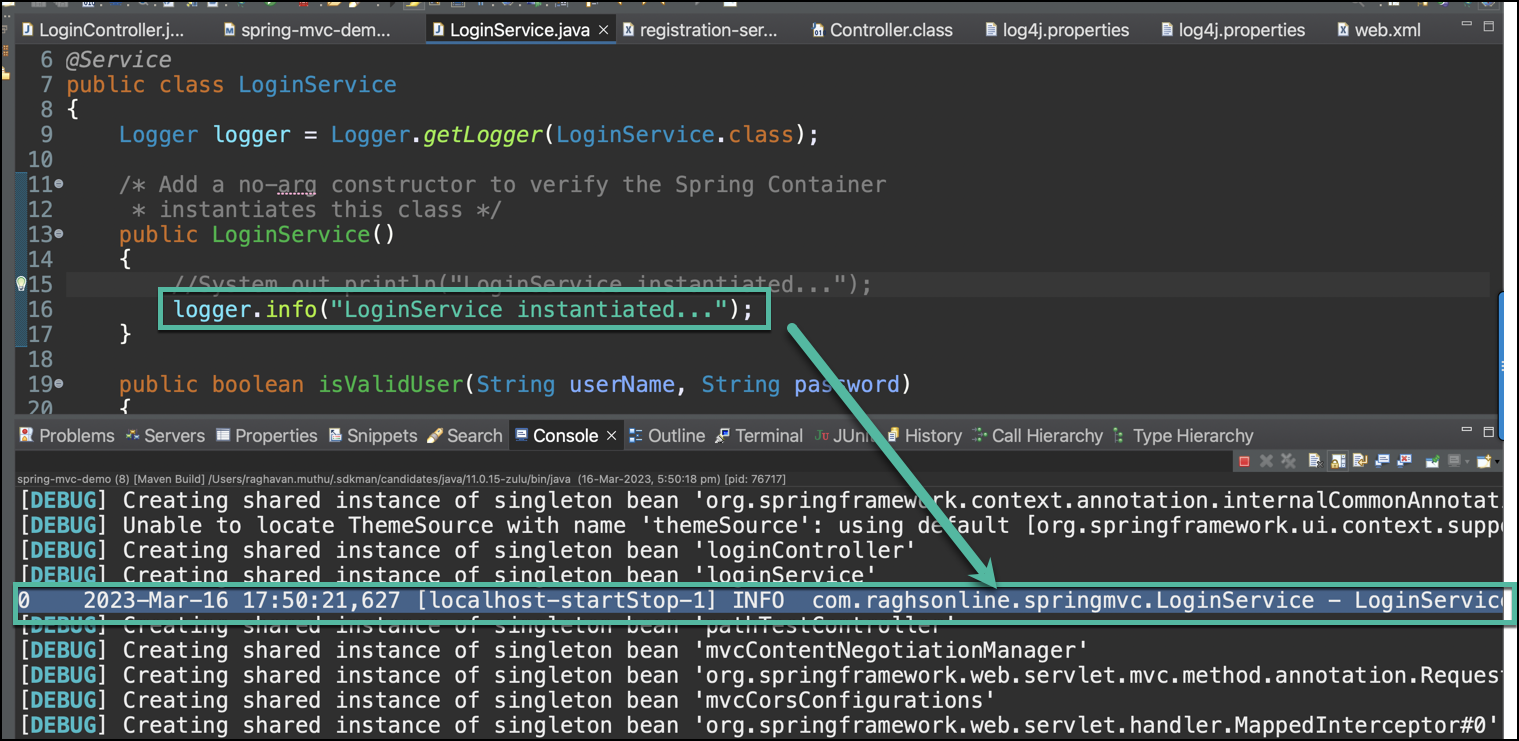 LoginController.j... spring-mvc-dem... LoginService.java registration-ser... Controller.class log4j.properties log4j.properties web.xml
6 @Service
7 public class LoginService
8 {
9 Logger logger = Logger.getLogger(LoginService.class);
10
11 /* Add a no-arg constructor to verify the Spring Container
12 * instantiates this class */
13 public LoginService()
14 {
15 //System.out.println("LoginService instantiated...");
16 logger.info("LoginService instantiated...");
17 }
18
19 public boolean isValidUser(String userName, String password)
20 {
Problems Servers Properties Snippets Search Console Outline Terminal JUnit History Call Hierarchy Type Hierarchy
spring-mvc-demo (8) [Maven Build] /Users/raghavan.muthu/.sdkman/candidates/java/11.0.15-zulu/bin/java (16-Mar-2023, 5:50:18 pm) [pid: 76717]
[DEBUG] Creating shared instance of singleton bean 'org.springframework.context.annotation.internalCommonAnnotati
[DEBUG] Unable to locate ThemeSource with name 'themeSource': using default [org.springframework.ui.context.suppo
[DEBUG] Creating shared instance of singleton bean 'loginController'
[DEBUG] Creating shared instance of singleton bean 'loginService'
0 2023-Mar-16 17:50:21,627 [localhost-startStop-1] INFO com.raghsonline.springmvc.LoginService - LoginService
[DEBUG] Creating shared instance of singleton bean 'pathTestController'
[DEBUG] Creating shared instance of singleton bean 'mvcContentNegotiationManager'
[DEBUG] Creating shared instance of singleton bean 'org.springframework.web.servlet.mvc.method.annotation.Request
[DEBUG] Creating shared instance of singleton bean 'mvcCorsConfigurations'
[DEBUG] Creating shared instance of singleton bean 'org.springframework.web.servlet.handler.MappedInterceptor#0'